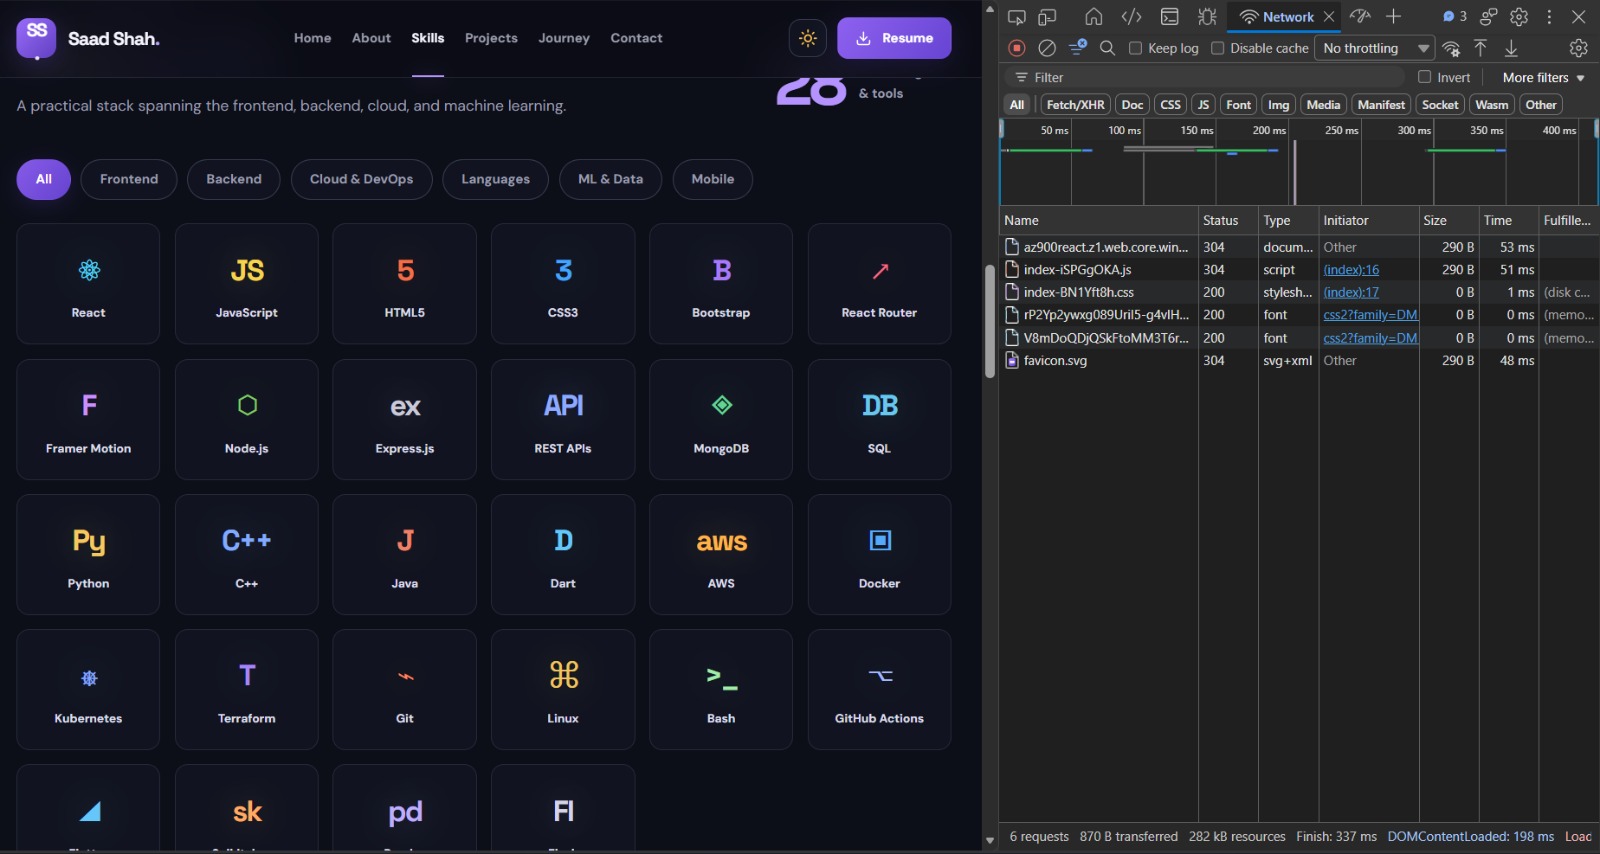 SS
Saad Shah.
Home About Skills Projects Journey Contact
Resume
28
& tools
A practical stack spanning the frontend, backend, cloud, and machine learning.
All Frontend Backend Cloud & DevOps Languages ML & Data Mobile
JS 5 3 B
React JavaScript HTML5 CSS3 Bootstrap React Router
F ex API DB
Framer Motion Node.js Express.js REST APIs MongoDB SQL
Py C++ J D aws
Python C++ Java Dart AWS Docker
T ⌘ >_ ⌥
Kubernetes Terraform Git Linux Bash GitHub Actions
sk pd Fl
Network 3
Keep log Disable cache No throttling
Filter Invert More filters
All Fetch/XHR Doc CSS JS Font Img Media Manifest Socket Wasm Other
50 ms 100 ms 150 ms 200 ms 250 ms 300 ms 350 ms 400 ms
Name Status Type Initiator Size Time Fulfille...
az900react.z1.web.core.win... 304 docum... Other 290 B 53 ms
index-iSPGgOKA.js 304 script (index):16 290 B 51 ms
index-BN1Yft8h.css 200 stylesh... (index):17 0 B 1 ms (disk c...
rP2Yp2ywxg089UriI5-g4vlH... 200 font css2?family=DM 0 B 0 ms (memo...
V8mDoQDjQSkFtoMM3T6r... 200 font css2?family=DM 0 B 0 ms (memo...
favicon.svg 304 svg+xml Other 290 B 48 ms
6 requests 870 B transferred 282 kB resources Finish: 337 ms DOMContentLoaded: 198 ms Load